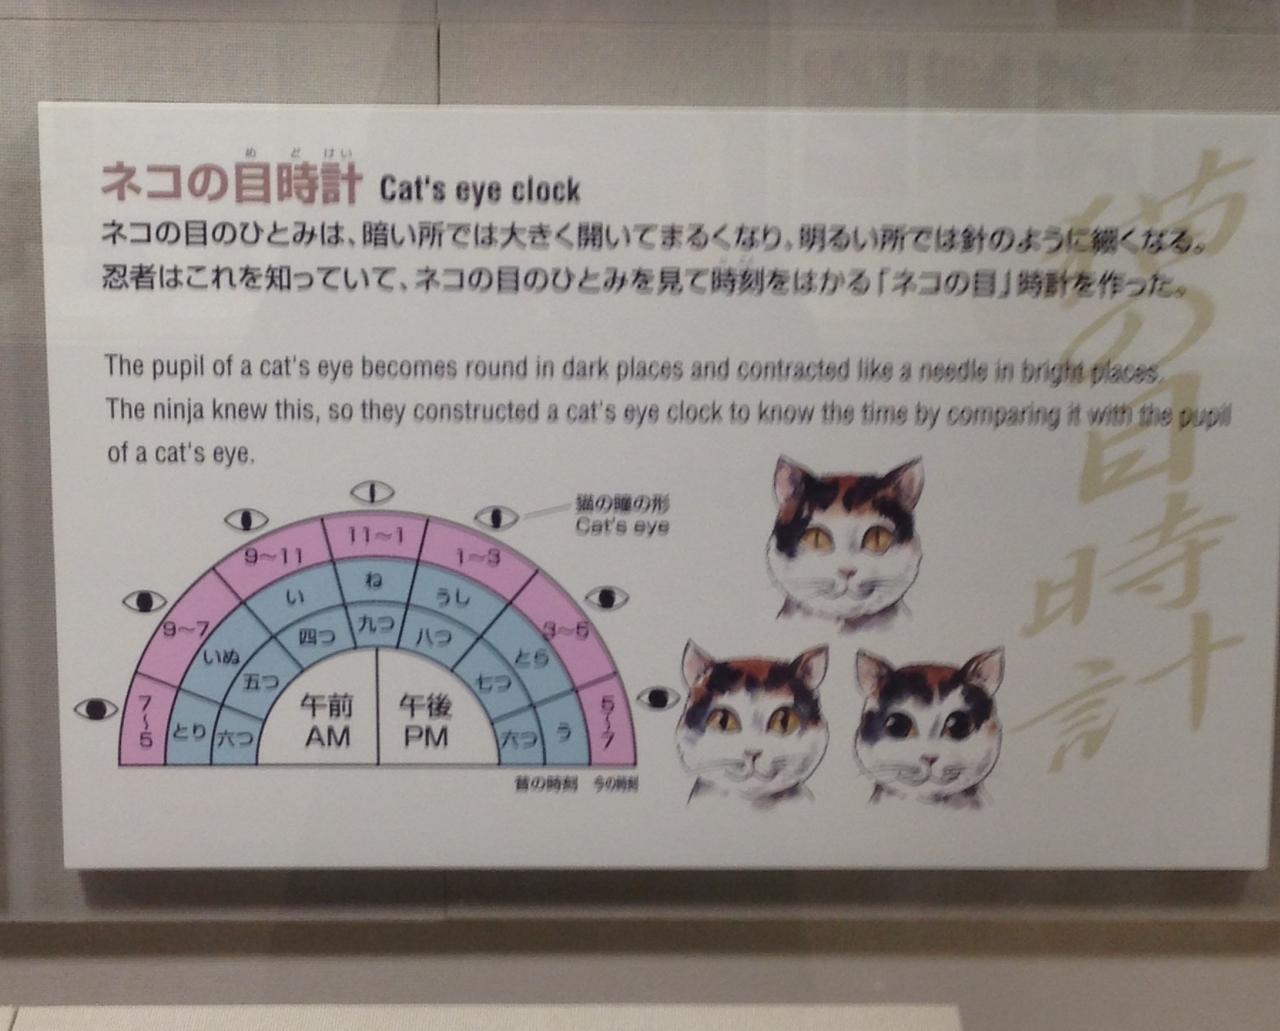 ネコの目時計 Cat's eye clock
め ど けい
ネコの目のひとみは、暗い所では大きく開いてまるくなり、明るい所では針のように細くなる。
忍者はこれを知っていて、ネコの目のひとみを見て時刻をはかる「ネコの目」時計を作った。
The pupil of a cat's eye becomes round in dark places and contracted like a needle in bright places.
The ninja knew this, so they constructed a cat's eye clock to know the time by comparing it with the pupil
of a cat's eye.
猫の瞳の形
Cat's eye
7〜5
9〜7
9〜11
11〜1
1〜3
3〜5
5〜7
とり
いぬ
い
ね
うし
とら
う
六つ
五つ
四つ
九つ
八つ
七つ
六つ
午前
AM
午後
PM
昔の時刻 今の時刻
猫の目時計